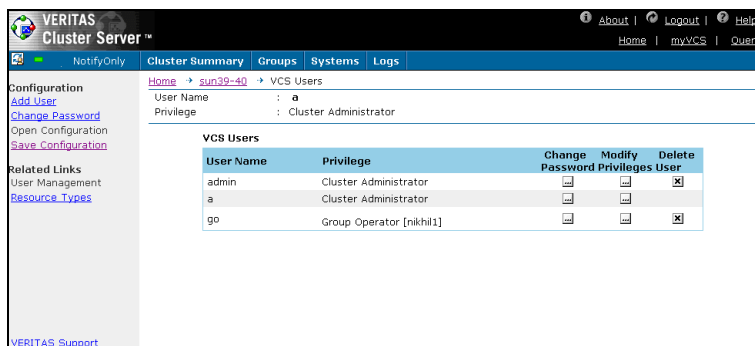 VERITAS
Cluster Server ™
About | Logout | Help
Home | myVCS |
NotifyOnly
Cluster Summary Groups Systems Logs
Configuration
Add User
Change Password
Open Configuration
Save Configuration
Related Links
User Management
Resource Types
VERITAS Support
Home → sun39-40 → VCS Users
User Name : a
Privilege : Cluster Administrator
VCS Users
User Name Privilege Change Password Modify Privileges Delete User
admin Cluster Administrator ... ... x
a Cluster Administrator ... ...
go Group Operator [nikhil1] ... ... x